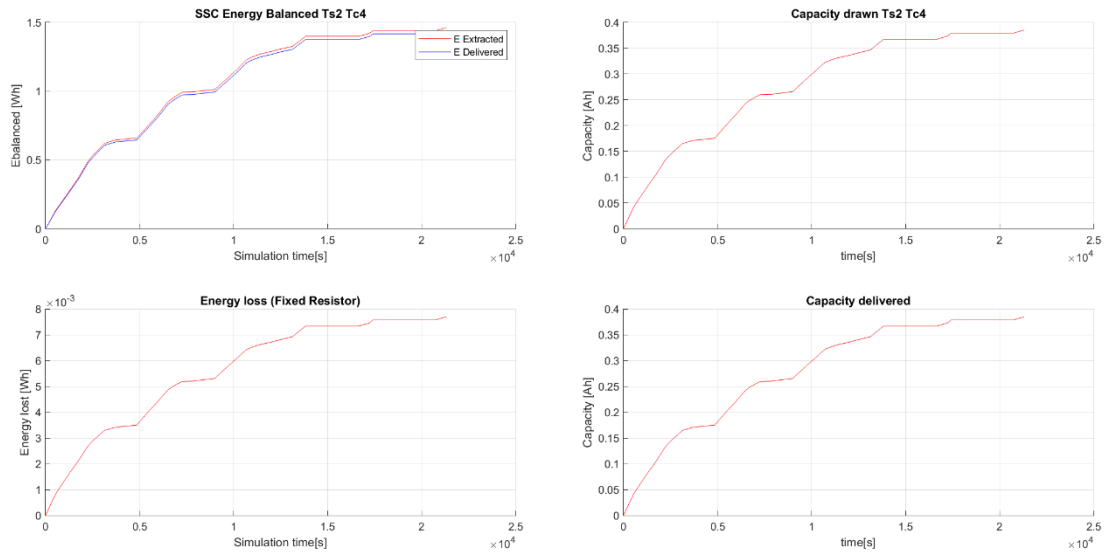 SSC Energy Balanced Ts2 Tc4
1.5
1
0.5
0
Ebalanced [Wh]
E Extracted
E Delivered
0 0.5 1 1.5 2 2.5
Simulation time[s]
×10⁴
Capacity drawn Ts2 Tc4
0.4
0.35
0.3
0.25
0.2
0.15
0.1
0.05
0
Capacity [Ah]
0 0.5 1 1.5 2 2.5
time[s]
×10⁴
Energy loss (Fixed Resistor)
×10⁻³
8
7
6
5
4
3
2
1
0
Energy lost [Wh]
0 0.5 1 1.5 2 2.5
Simulation time[s]
×10⁴
Capacity delivered
0.4
0.35
0.3
0.25
0.2
0.15
0.1
0.05
0
Capacity [Ah]
0 0.5 1 1.5 2 2.5
time[s]
×10⁴